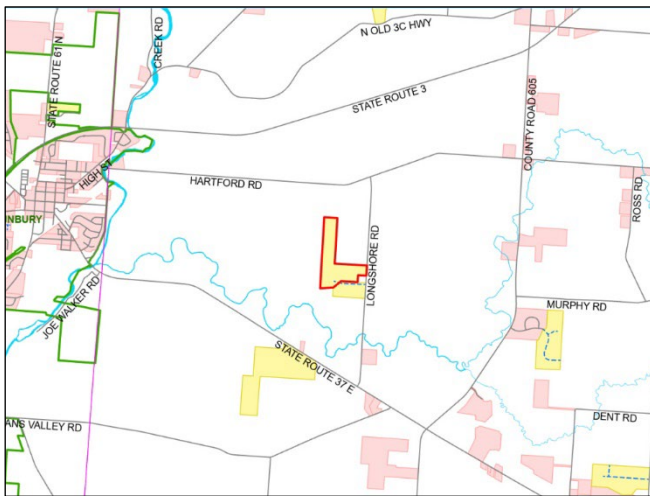 N OLD 3C HWY
STATE ROUTE 61 N
CREEK RD
STATE ROUTE 3
COUNTY ROAD 605
HIGH ST
HARTFORD RD
ROSS RD
NBURY
LONGSHORE RD
JOE WALKER RD
MURPHY RD
STATE ROUTE 37 E
ANS VALLEY RD
DENT RD